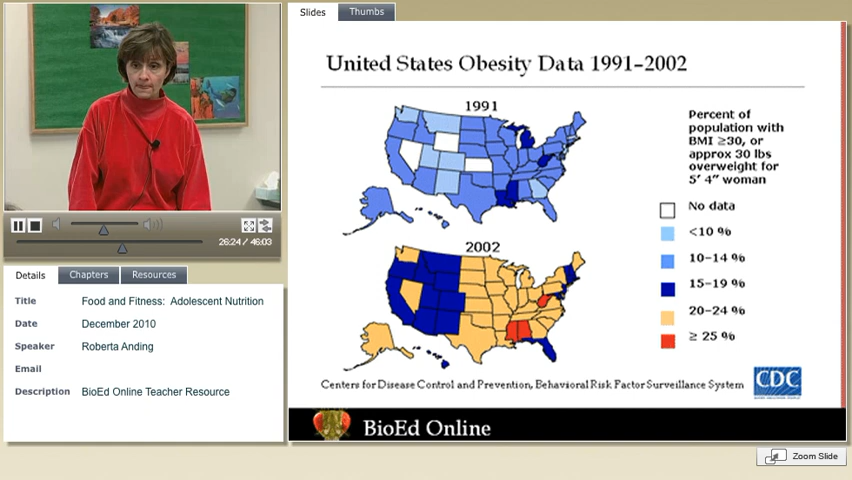 Slides
Thumbs
United States Obesity Data 1991–2002
1991
Percent of
population with
BMI ≥30, or
approx 30 lbs
overweight for
5′ 4″ woman
No data
<10 %
10–14 %
15–19 %
20–24 %
≥ 25 %
2002
Centers for Disease Control and Prevention, Behavioral Risk Factor Surveillance System
CDC
BioEd Online
Zoom Slide
26:24 / 46:03
Details
Chapters
Resources
Title Food and Fitness: Adolescent Nutrition
Date December 2010
Speaker Roberta Anding
Email
Description BioEd Online Teacher Resource